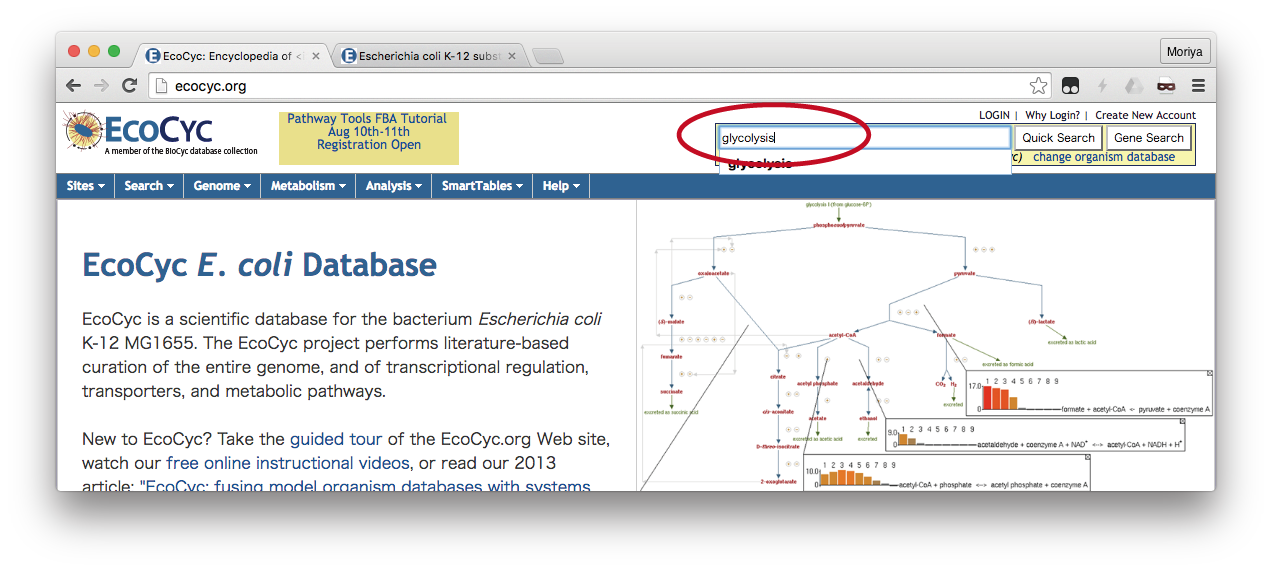 EcoCyc: Encyclopedia of
Escherichia coli K-12 subst
Moriya
ecocyc.org
EcoCyc
A member of the BioCyc database collection
Pathway Tools FBA Tutorial
Aug 10th-11th
Registration Open
LOGIN | Why Login? | Create New Account
glycolysis
Quick Search
Gene Search
glycolysis
change organism database
Sites Search Genome Metabolism Analysis SmartTables Help
EcoCyc E. coli Database
EcoCyc is a scientific database for the bacterium Escherichia coli
K-12 MG1655. The EcoCyc project performs literature-based
curation of the entire genome, and of transcriptional regulation,
transporters, and metabolic pathways.
New to EcoCyc? Take the guided tour of the EcoCyc.org Web site,
watch our free online instructional videos, or read our 2013
article: "EcoCyc: fusing model organism databases with systems
glycolysis I (from glucose-6P)
phosphoenolpyruvate
oxaloacetate
pyruvate
(S)-malate
(R)-lactate
acetyl-CoA
formate
excreted as lactic acid
fumarate
excreted as formic acid
citrate
acetyl phosphate
acetaldehyde
CO2 H2
succinate
excreted
excreted as succinic acid
cis-aconitate
acetate
ethanol
excreted as acetic acid
excreted
D-threo-isocitrate
2-oxoglutarate
1 2 3 4 5 6 7 8 9
17.0
0
formate + acetyl-CoA ← pyruvate + coenzyme A
1 2 3 4 5 6 7 8 9
9.0
0
acetaldehyde + coenzyme A + NAD+ <--> acetyl-CoA + NADH + H+
1 2 3 4 5 6 7 8 9
10.0
0
acetyl-CoA + phosphate <--> acetyl phosphate + coenzyme A